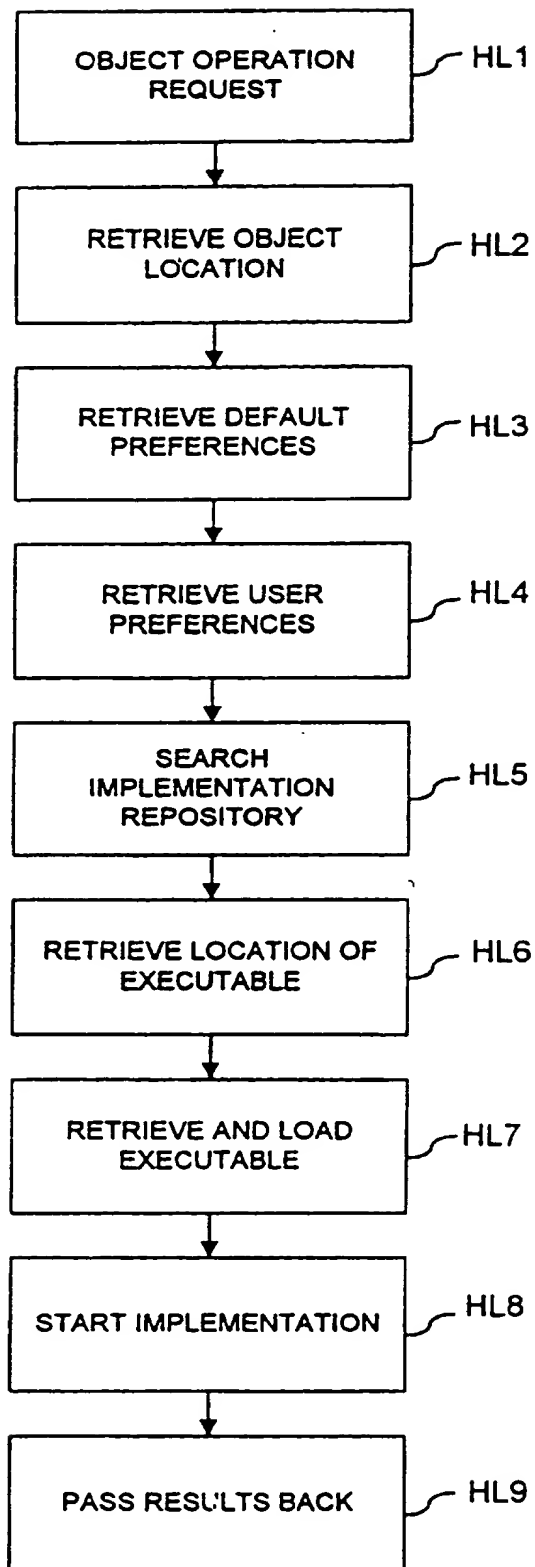 OBJECT OPERATION
REQUEST
HL1
RETRIEVE OBJECT
LOCATION
HL2
RETRIEVE DEFAULT
PREFERENCES
HL3
RETRIEVE USER
PREFERENCES
HL4
SEARCH
IMPLEMENTATION
REPOSITORY
HL5
RETRIEVE LOCATION OF
EXECUTABLE
HL6
RETRIEVE AND LOAD
EXECUTABLE
HL7
START IMPLEMENTATION
HL8
PASS RESULTS BACK
HL9